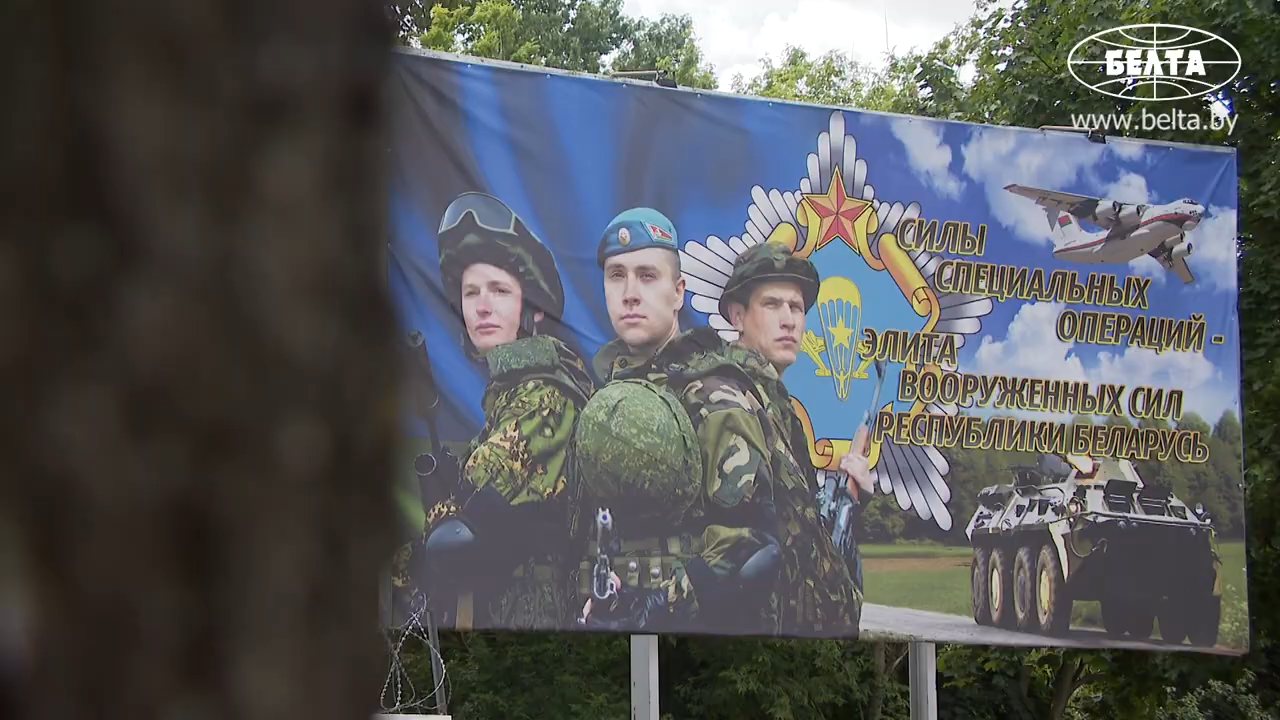 БЕЛТА
www.belta.by
СИЛЫ
СПЕЦИАЛЬНЫХ
ОПЕРАЦИЙ -
ЭЛИТА
ВООРУЖЕННЫХ СИЛ
РЕСПУБЛИКИ БЕЛАРУСЬ